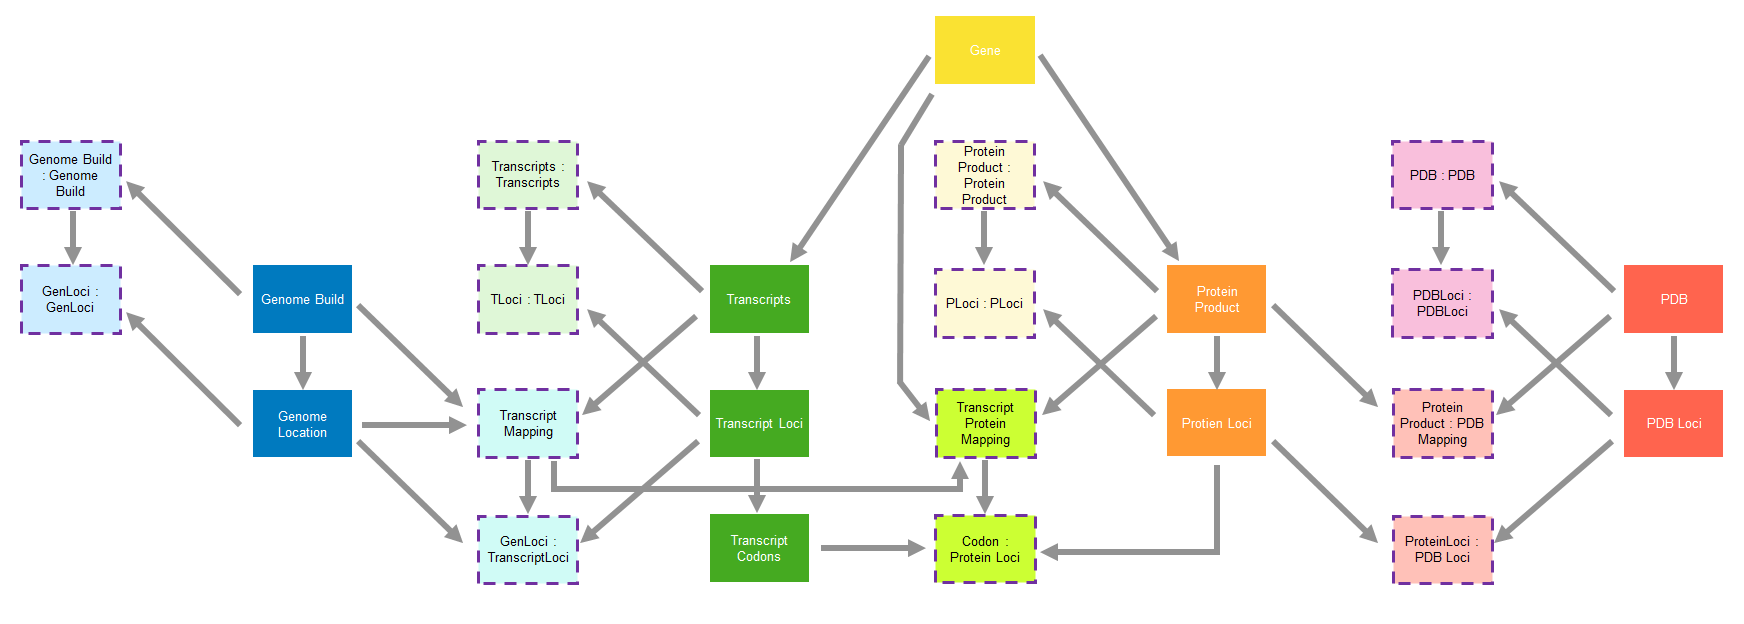 Gene
Genome Build
: Genome
Build
Transcripts :
Transcripts
Protein
Product :
Protein
Product
PDB : PDB
GenLoci :
GenLoci
Genome Build
TLoci : TLoci
Transcripts
PLoci : PLoci
Protein
Product
PDBLoci :
PDBLoci
PDB
Genome
Location
Transcript
Mapping
Transcript Loci
Transcript
Protein
Mapping
Protien Loci
Protein
Product : PDB
Mapping
PDB Loci
GenLoci :
TranscriptLoci
Transcript
Codons
Codon :
Protein Loci
ProteinLoci :
PDB Loci